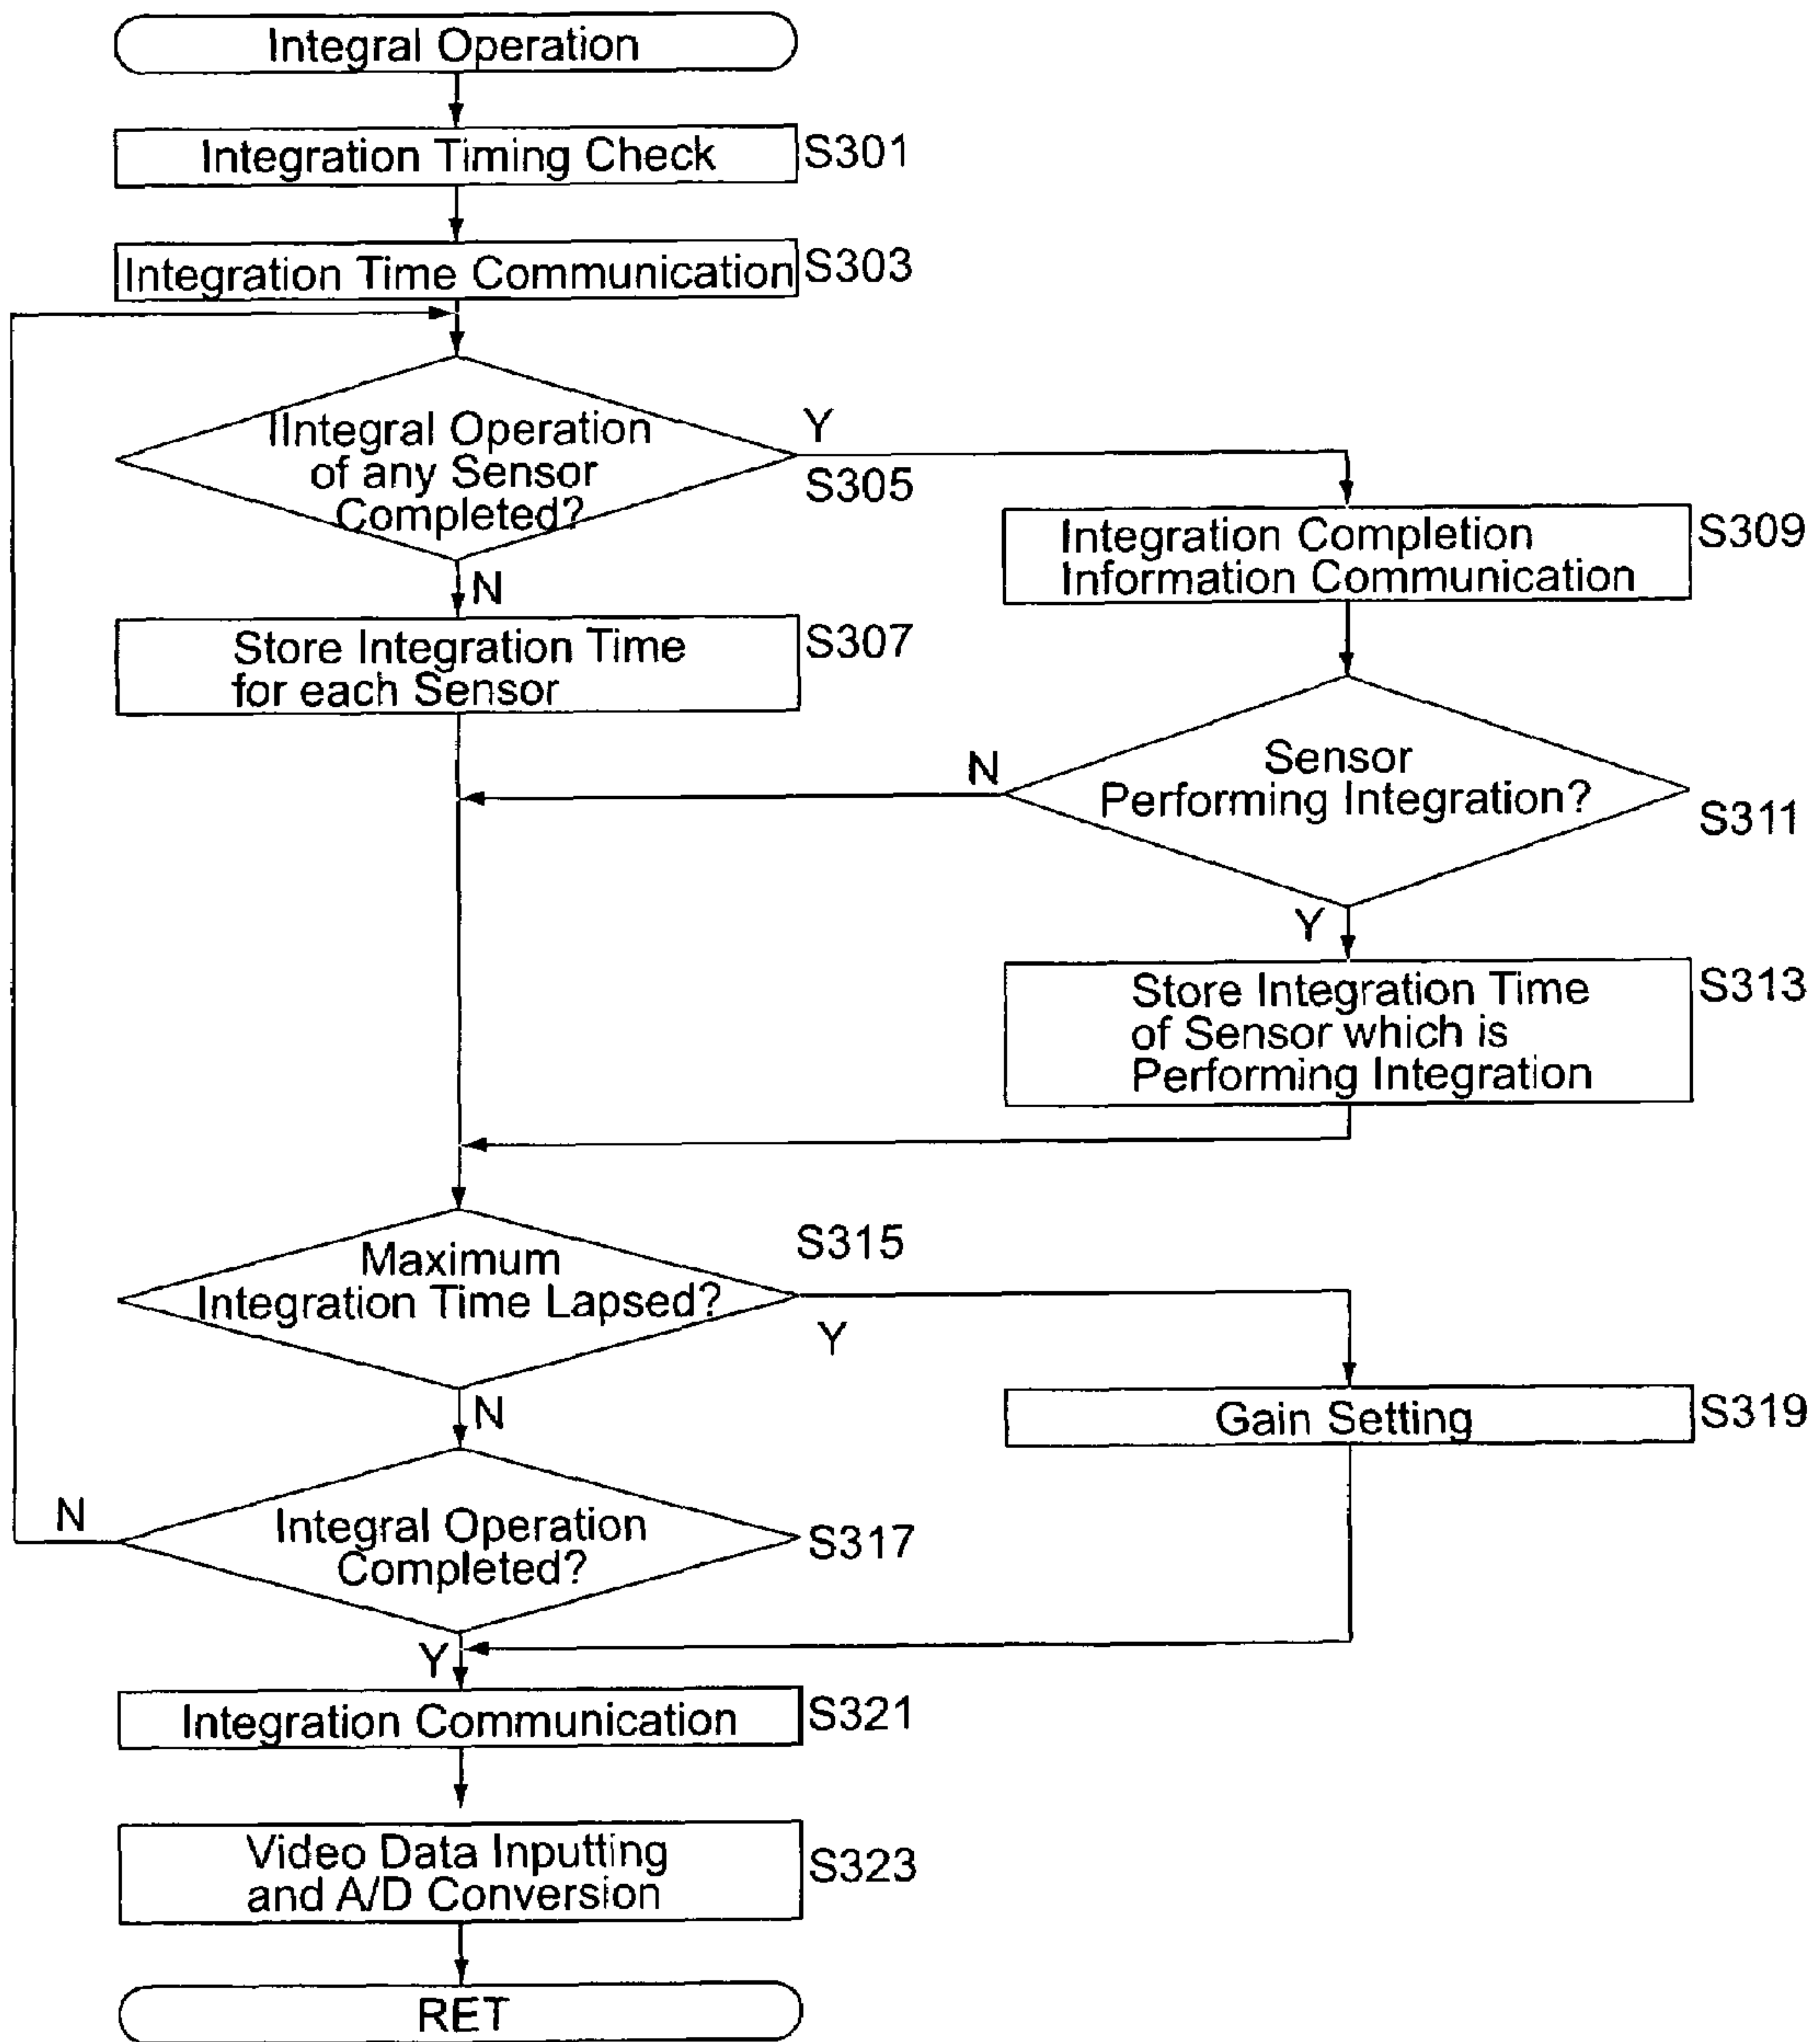 Integral Operation
Integration Timing Check
S301
Integration Time Communication
S303
IIntegral Operation
of any Sensor
Completed?
Y
S305
N
Store Integration Time
for each Sensor
S307
Integration Completion
Information Communication
S309
Sensor
Performing Integration?
N
S311
Y
Store Integration Time
of Sensor which is
Performing Integration
S313
Maximum
Integration Time Lapsed?
S315
Y
N
Gain Setting
S319
Integral Operation
Completed?
N
S317
Y
Integration Communication
S321
Video Data Inputting
and A/D Conversion
S323
RET